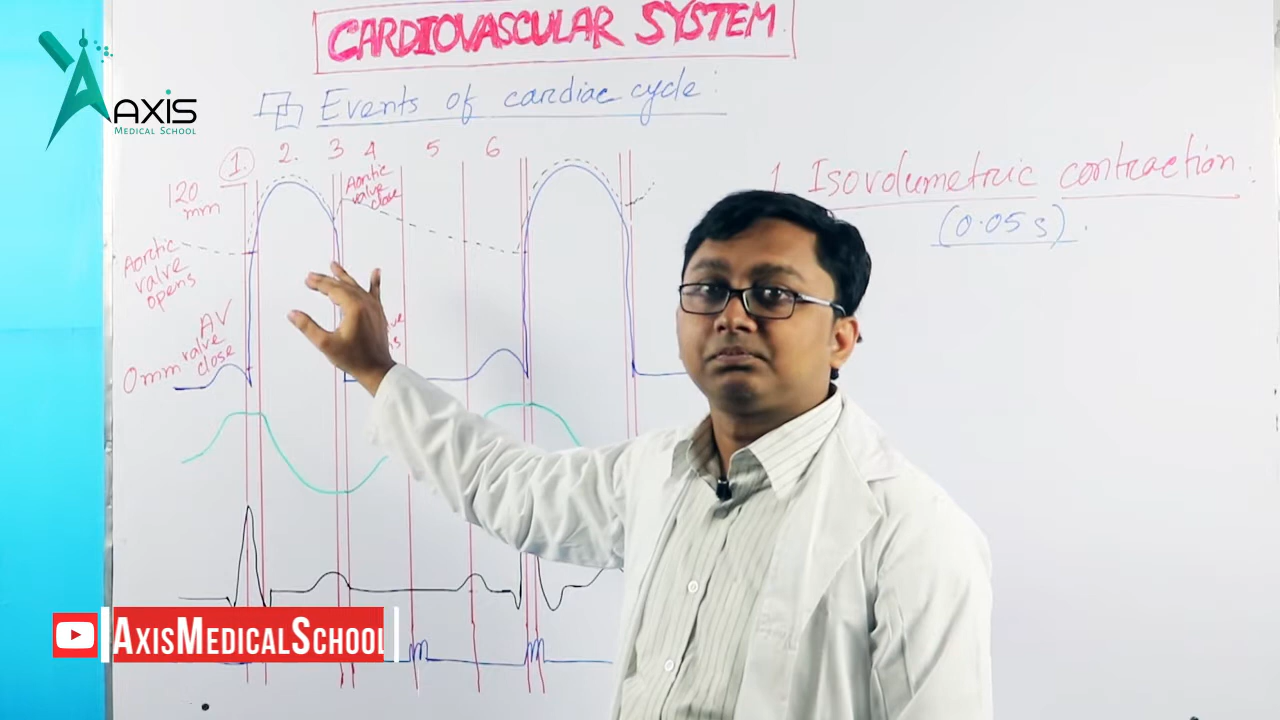 CARDIOVASCULAR SYSTEM
AXIS
MEDICAL SCHOOL
Events of cardiac cycle:
1. 2. 3 4 5 6
120
mm
Aortic
valve
close
Aortic
valve
opens
AV
valve
close
0mm
1 Isovolumetric contraction:
(0.05 s).
AXISMEDICALSCHOOL